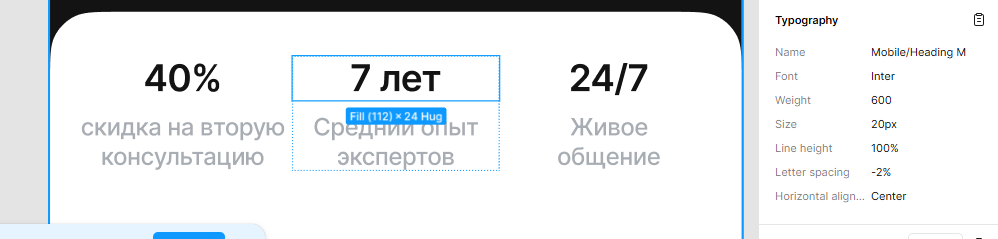 40%
скидка на вторую
консультацию
7 лет
Fill (112) × 24 Hug
Средний опыт
экспертов
24/7
Живое
общение
Typography
Name Mobile/Heading M
Font Inter
Weight 600
Size 20px
Line height 100%
Letter spacing -2%
Horizontal align... Center